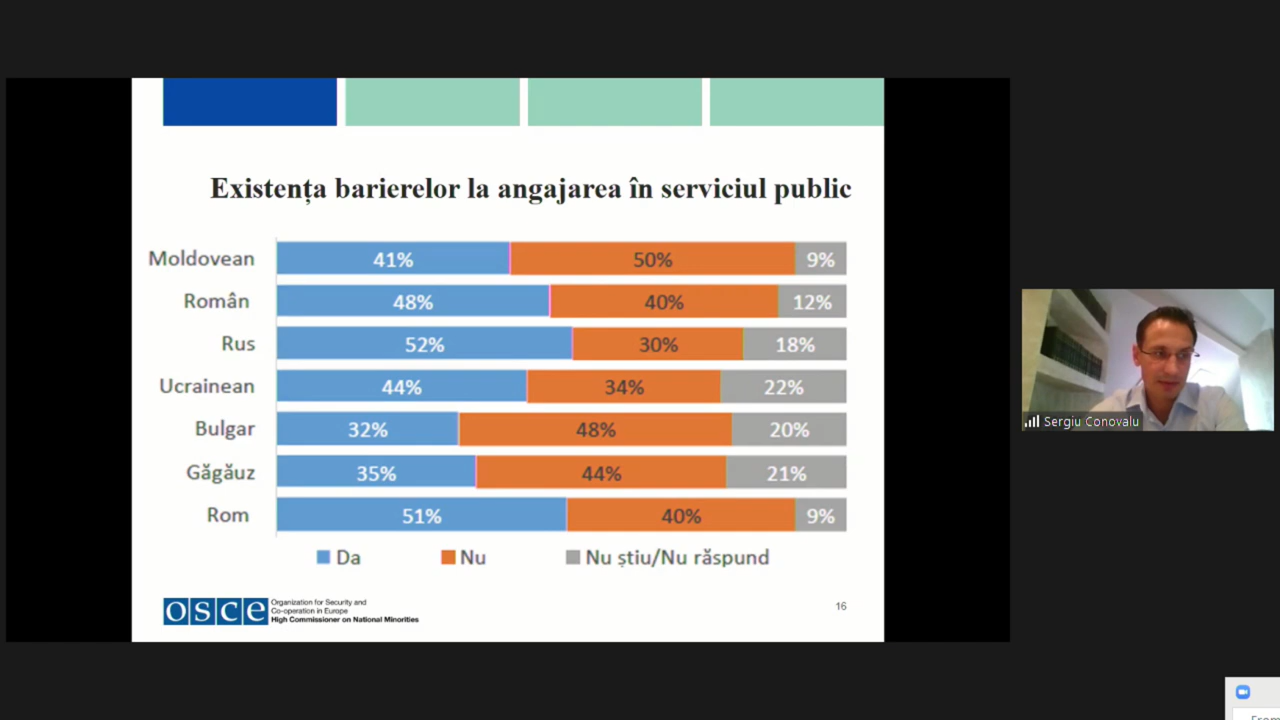 Existența barierelor la angajarea în serviciul public
Moldovean 41% 50% 9%
Român 48% 40% 12%
Rus 52% 30% 18%
Ucrainean 44% 34% 22%
Bulgar 32% 48% 20%
Găgăuz 35% 44% 21%
Rom 51% 40% 9%
Da Nu Nu știu/Nu răspund
osce
Organization for Security and
Co-operation in Europe
High Commissioner on National Minorities
16
Sergiu Conovalu